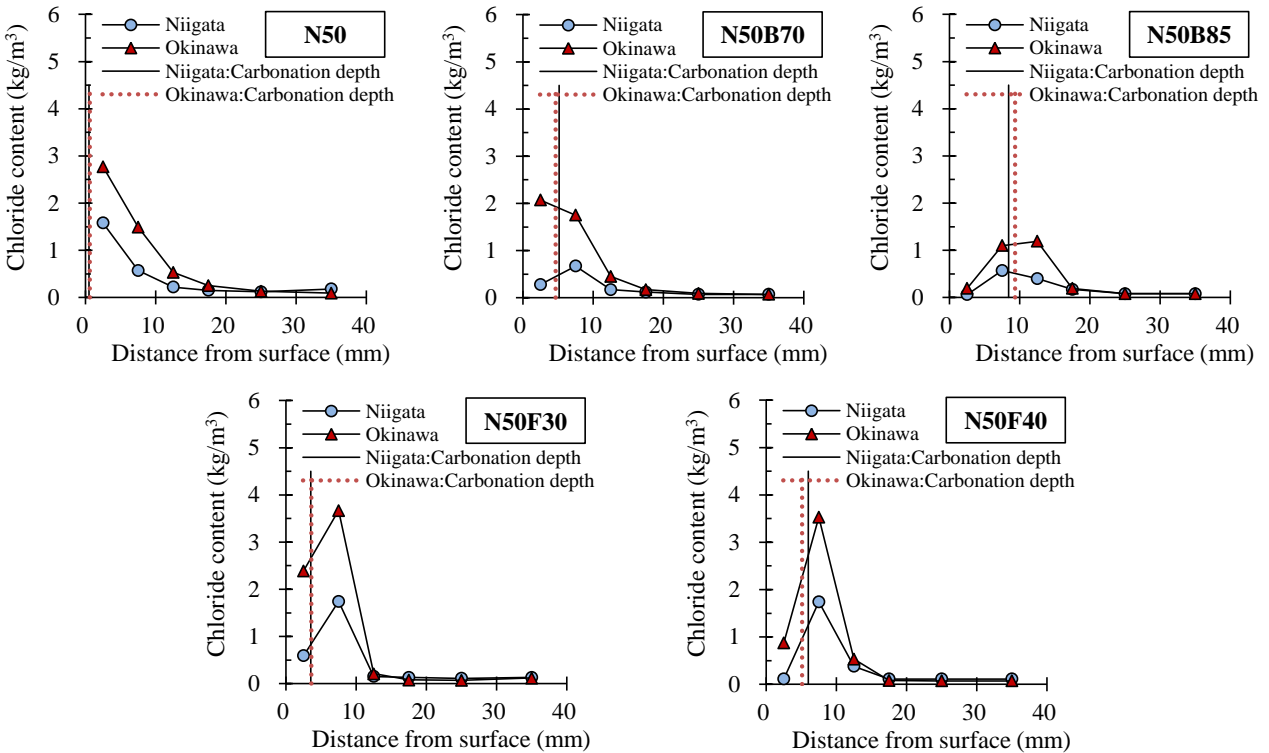 N50
Niigata
Okinawa
Niigata:Carbonation depth
Okinawa:Carbonation depth
Chloride content (kg/m³)
6
5
4
3
2
1
0
0 10 20 30 40
Distance from surface (mm)
N50B70
Niigata
Okinawa
Niigata:Carbonation depth
Okinawa:Carbonation depth
Chloride content (kg/m³)
6
5
4
3
2
1
0
0 10 20 30 40
Distance from surface (mm)
N50B85
Niigata
Okinawa
Niigata:Carbonation depth
Okinawa:Carbonation depth
Chloride content (kg/m³)
6
5
4
3
2
1
0
0 10 20 30 40
Distance from surface (mm)
N50F30
Niigata
Okinawa
Niigata:Carbonation depth
Okinawa:Carbonation depth
Chloride content (kg/m³)
6
5
4
3
2
1
0
0 10 20 30 40
Distance from surface (mm)
N50F40
Niigata
Okinawa
Niigata:Carbonation depth
Okinawa:Carbonation depth
Chloride content (kg/m³)
6
5
4
3
2
1
0
0 10 20 30 40
Distance from surface (mm)